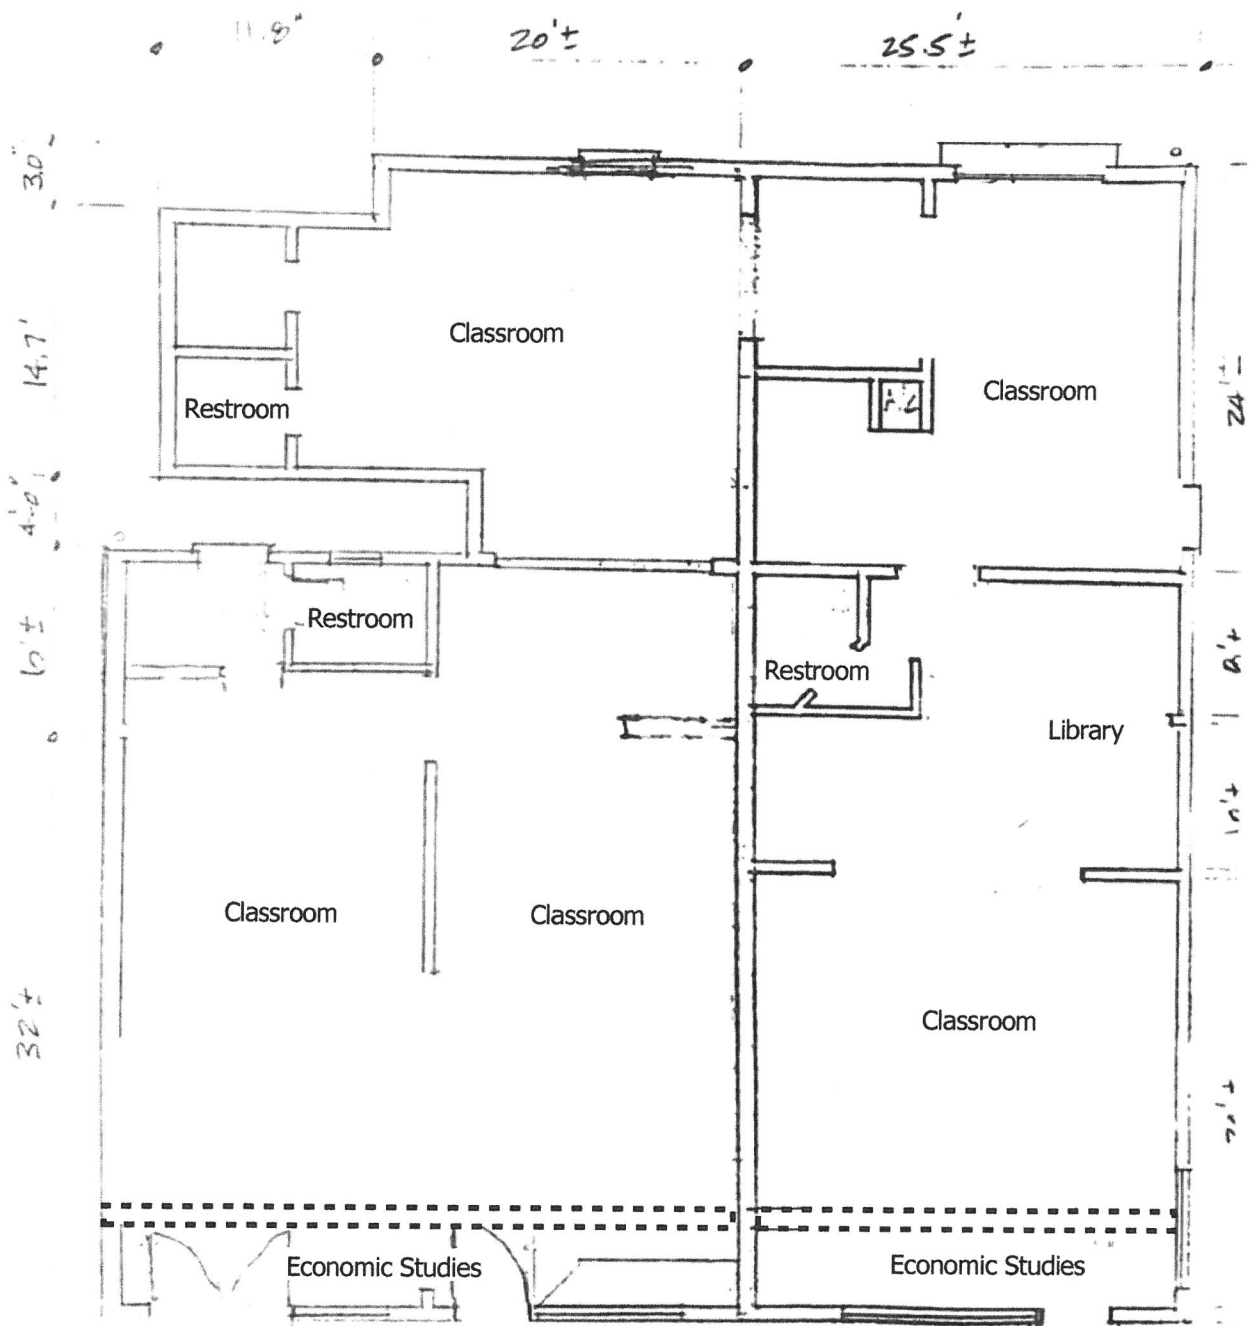 11.8"
20'±
25.5'±
3.0"
14.7'
24'±
Classroom
Classroom
Restroom
4'-0"
6'±
Restroom
Restroom
Library
10'±
Classroom
Classroom
Classroom
32'±
Economic Studies
Economic Studies